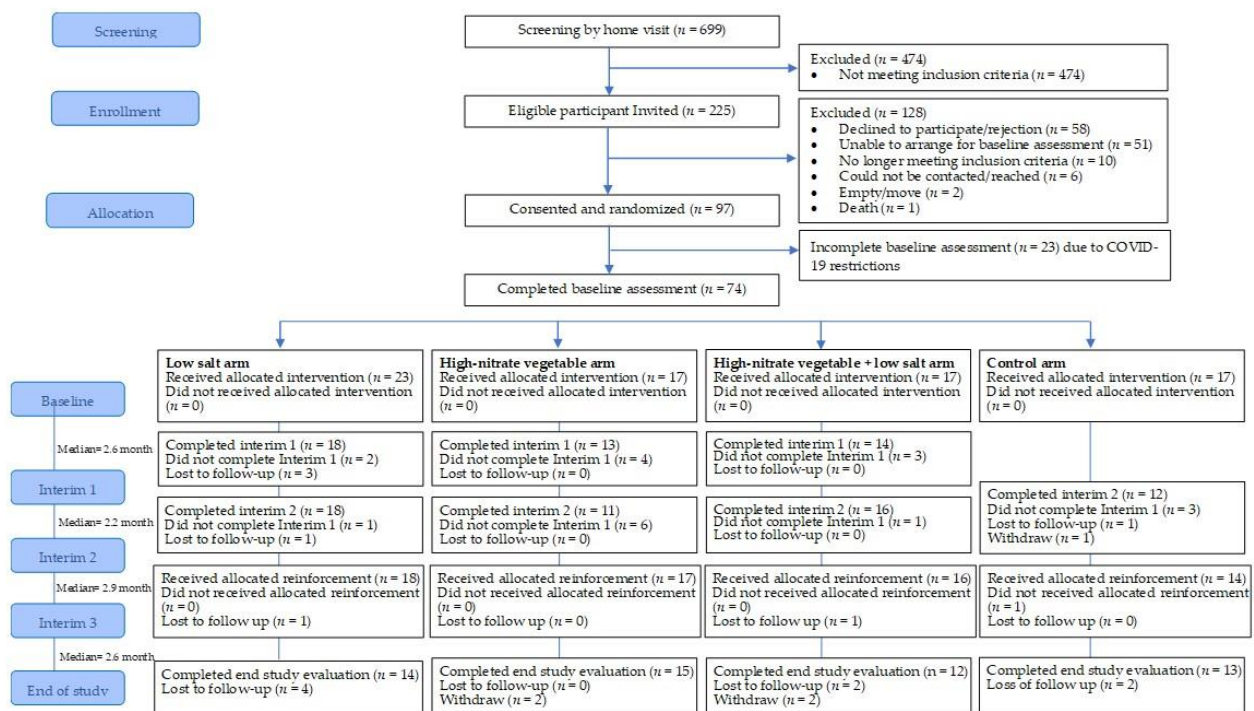 Screening
Screening by home visit (n = 699)
Excluded (n = 474)
• Not meeting inclusion criteria (n = 474)
Enrollment
Eligible participant Invited (n = 225)
Excluded (n = 128)
• Declined to participate/rejection (n = 58)
• Unable to arrange for baseline assessment (n = 51)
• No longer meeting inclusion criteria (n = 10)
• Could not be contacted/reached (n = 6)
• Empty/move (n = 2)
• Death (n = 1)
Allocation
Consented and randomized (n = 97)
Incomplete baseline assessment (n = 23) due to COVID-
19 restrictions
Completed baseline assessment (n = 74)
Baseline
Low salt arm
Received allocated intervention (n = 23)
Did not received allocated intervention
(n = 0)
High-nitrate vegetable arm
Received allocated intervention (n = 17)
Did not received allocated intervention
(n = 0)
High-nitrate vegetable + low salt arm
Received allocated intervention (n = 17)
Did not received allocated intervention
(n = 0)
Control arm
Received allocated intervention (n = 17)
Did not received allocated intervention
(n = 0)
Median= 2.6 month
Completed interim 1 (n = 18)
Did not complete Interim 1 (n = 2)
Lost to follow-up (n = 3)
Completed interim 1 (n = 13)
Did not complete Interim 1 (n = 4)
Lost to follow-up (n = 0)
Completed interim 1 (n = 14)
Did not complete Interim 1 (n = 3)
Lost to follow-up (n = 0)
Interim 1
Median= 2.2 month
Completed interim 2 (n = 18)
Did not complete Interim 1 (n = 1)
Lost to follow-up (n = 1)
Completed interim 2 (n = 11)
Did not complete Interim 1 (n = 6)
Lost to follow-up (n = 0)
Completed interim 2 (n = 16)
Did not complete Interim 1 (n = 1)
Lost to follow-up (n = 0)
Completed interim 2 (n = 12)
Did not complete Interim 1 (n = 3)
Lost to follow-up (n = 1)
Withdraw (n = 1)
Interim 2
Median= 2.9 month
Received allocated reinforcement (n = 18)
Did not received allocated reinforcement
(n = 0)
Lost to follow up (n = 1)
Received allocated reinforcement (n = 17)
Did not received allocated reinforcement
(n = 0)
Lost to follow up (n = 0)
Received allocated reinforcement (n = 16)
Did not received allocated reinforcement
(n = 0)
Lost to follow up (n = 1)
Received allocated reinforcement (n = 14)
Did not received allocated reinforcement
(n = 1)
Lost to follow up (n = 0)
Interim 3
Median= 2.6 month
End of study
Completed end study evaluation (n = 14)
Lost to follow-up (n = 4)
Completed end study evaluation (n = 15)
Lost to follow-up (n = 0)
Withdraw (n = 2)
Completed end study evaluation (n = 12)
Lost to follow-up (n = 2)
Withdraw (n = 2)
Completed end study evaluation (n = 13)
Loss of follow up (n = 2)